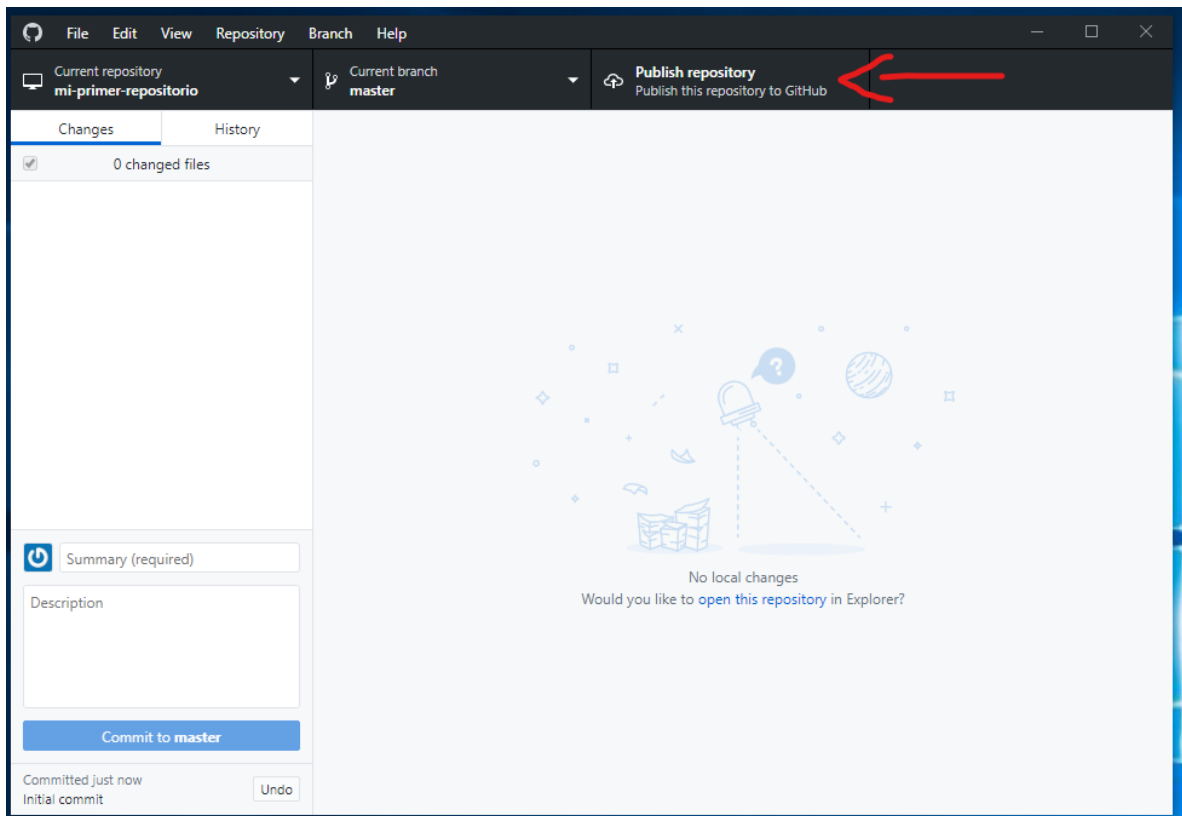 File Edit View Repository Branch Help
Current repository
mi-primer-repositorio
Current branch
master
Publish repository
Publish this repository to GitHub
Changes History
0 changed files
?
No local changes
Would you like to open this repository in Explorer?
Summary (required)
Description
Commit to master
Committed just now
Initial commit
Undo